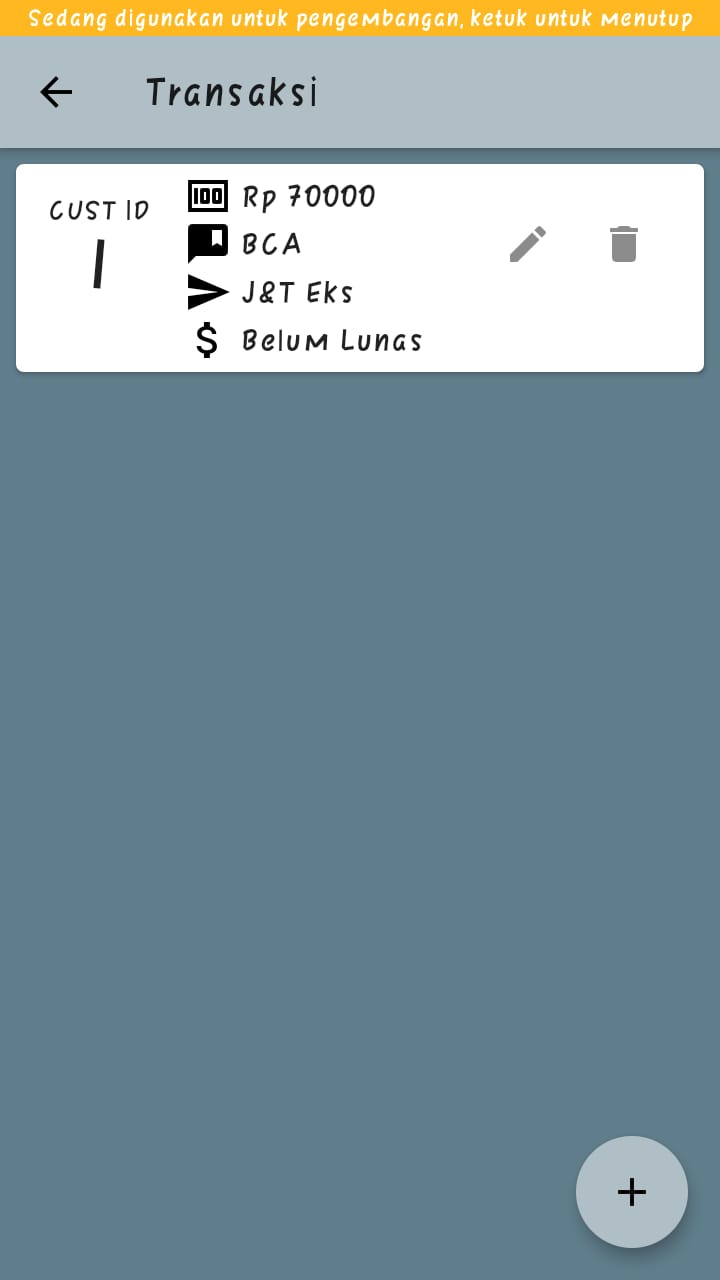 Sedang digunakan untuk pengembangan, ketuk untuk menutup
Transaksi
CUST ID
1
100 Rp 70000
BCA
J&T Eks
$ Belum Lunas